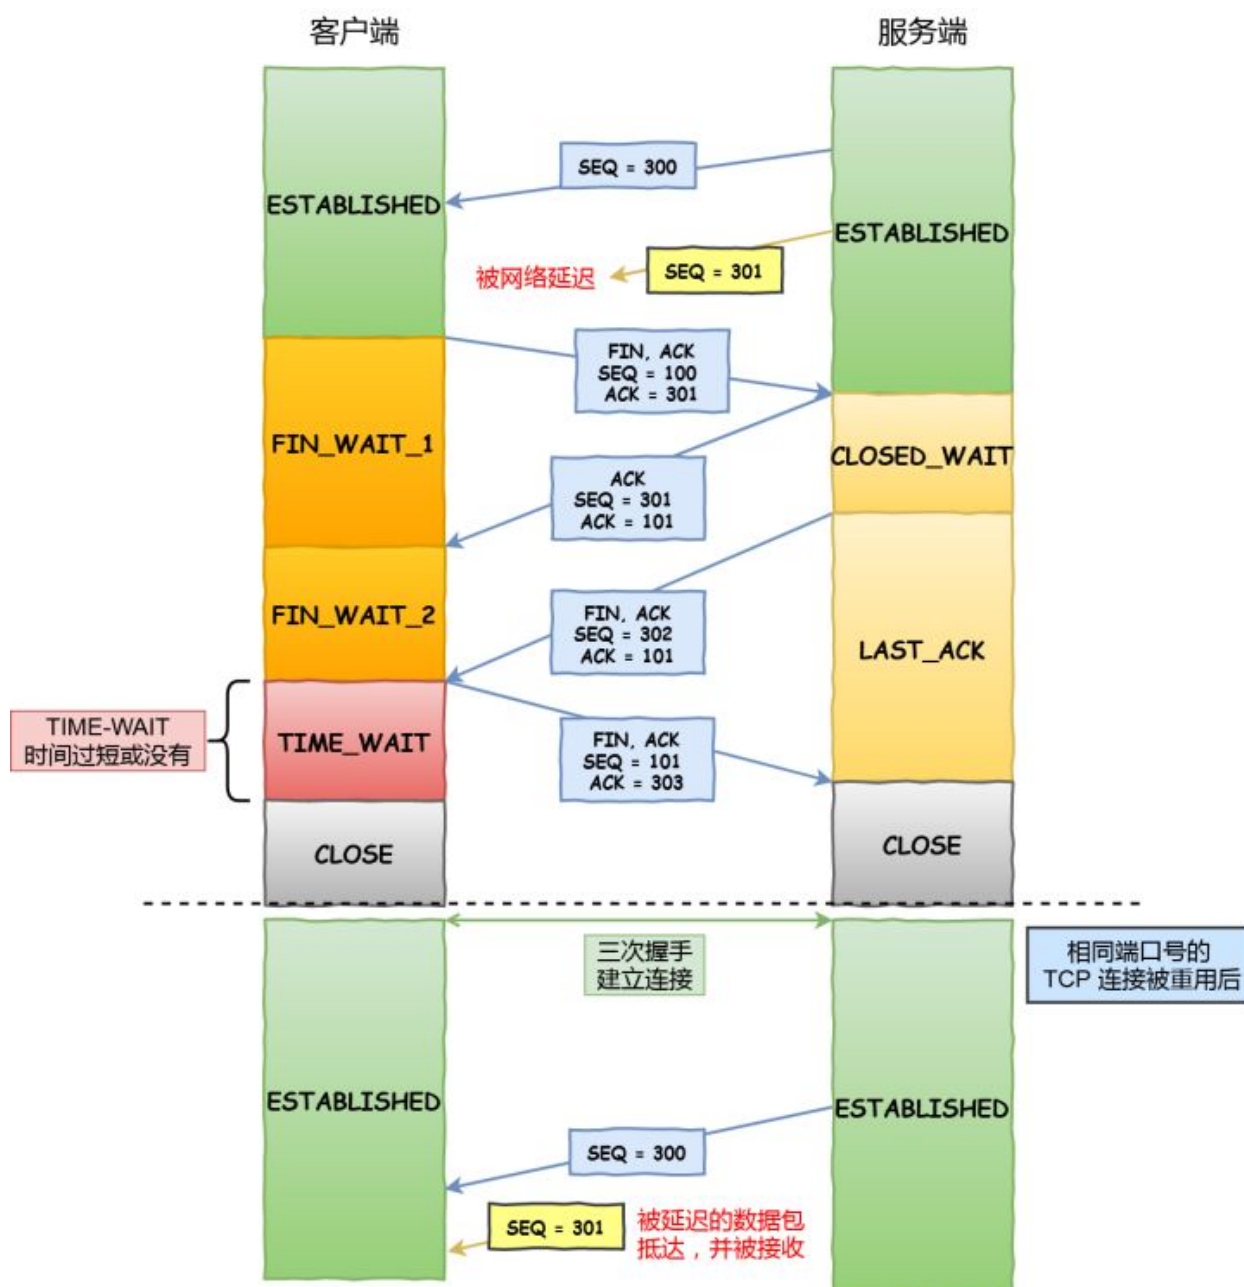 客户端
服务端
SEQ = 300
ESTABLISHED
ESTABLISHED
SEQ = 301
被网络延迟
FIN, ACK
SEQ = 100
ACK = 301
FIN_WAIT_1
CLOSED_WAIT
ACK
SEQ = 301
ACK = 101
FIN_WAIT_2
FIN, ACK
SEQ = 302
ACK = 101
LAST_ACK
TIME-WAIT
时间过短或没有
TIME_WAIT
FIN, ACK
SEQ = 101
ACK = 303
CLOSE
CLOSE
三次握手
建立连接
相同端口号的
TCP 连接被重用后
ESTABLISHED
ESTABLISHED
SEQ = 300
SEQ = 301
被延迟的数据包
抵达，并被接收